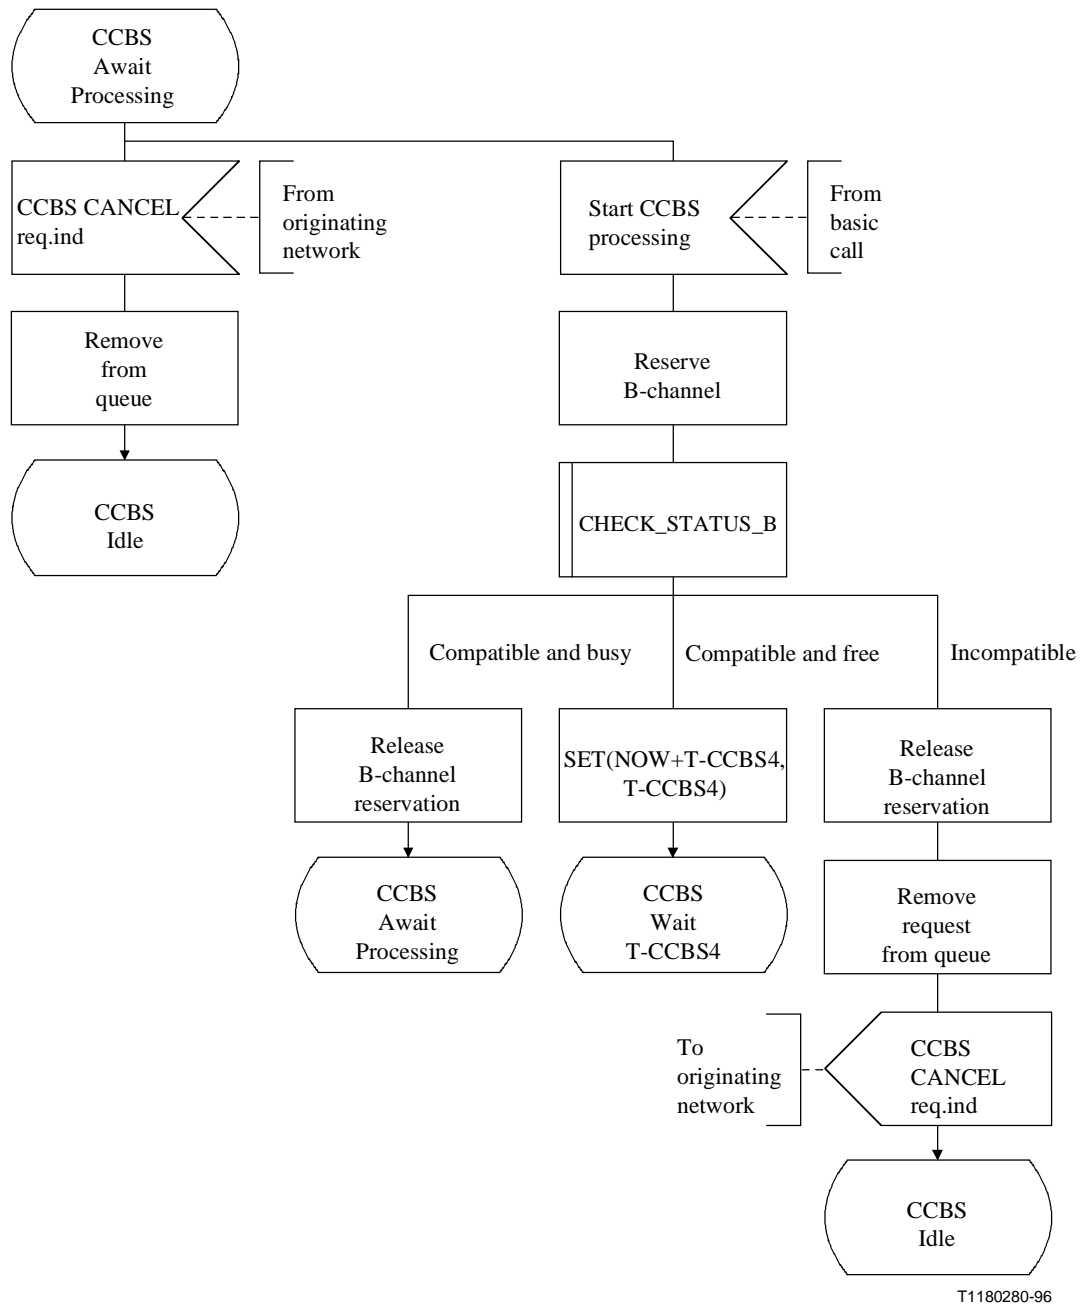 CCBS
Await
Processing
CCBS CANCEL
req.ind
From
originating
network
Start CCBS
processing
From
basic
call
Remove
from
queue
Reserve
B-channel
CCBS
Idle
CHECK_STATUS_B
Compatible and busy
Compatible and free
Incompatible
Release
B-channel
reservation
SET(NOW+T-CCBS4,
T-CCBS4)
Release
B-channel
reservation
CCBS
Await
Processing
CCBS
Wait
T-CCBS4
Remove
request
from queue
To
originating
network
CCBS
CANCEL
req.ind
CCBS
Idle
T1180280-96